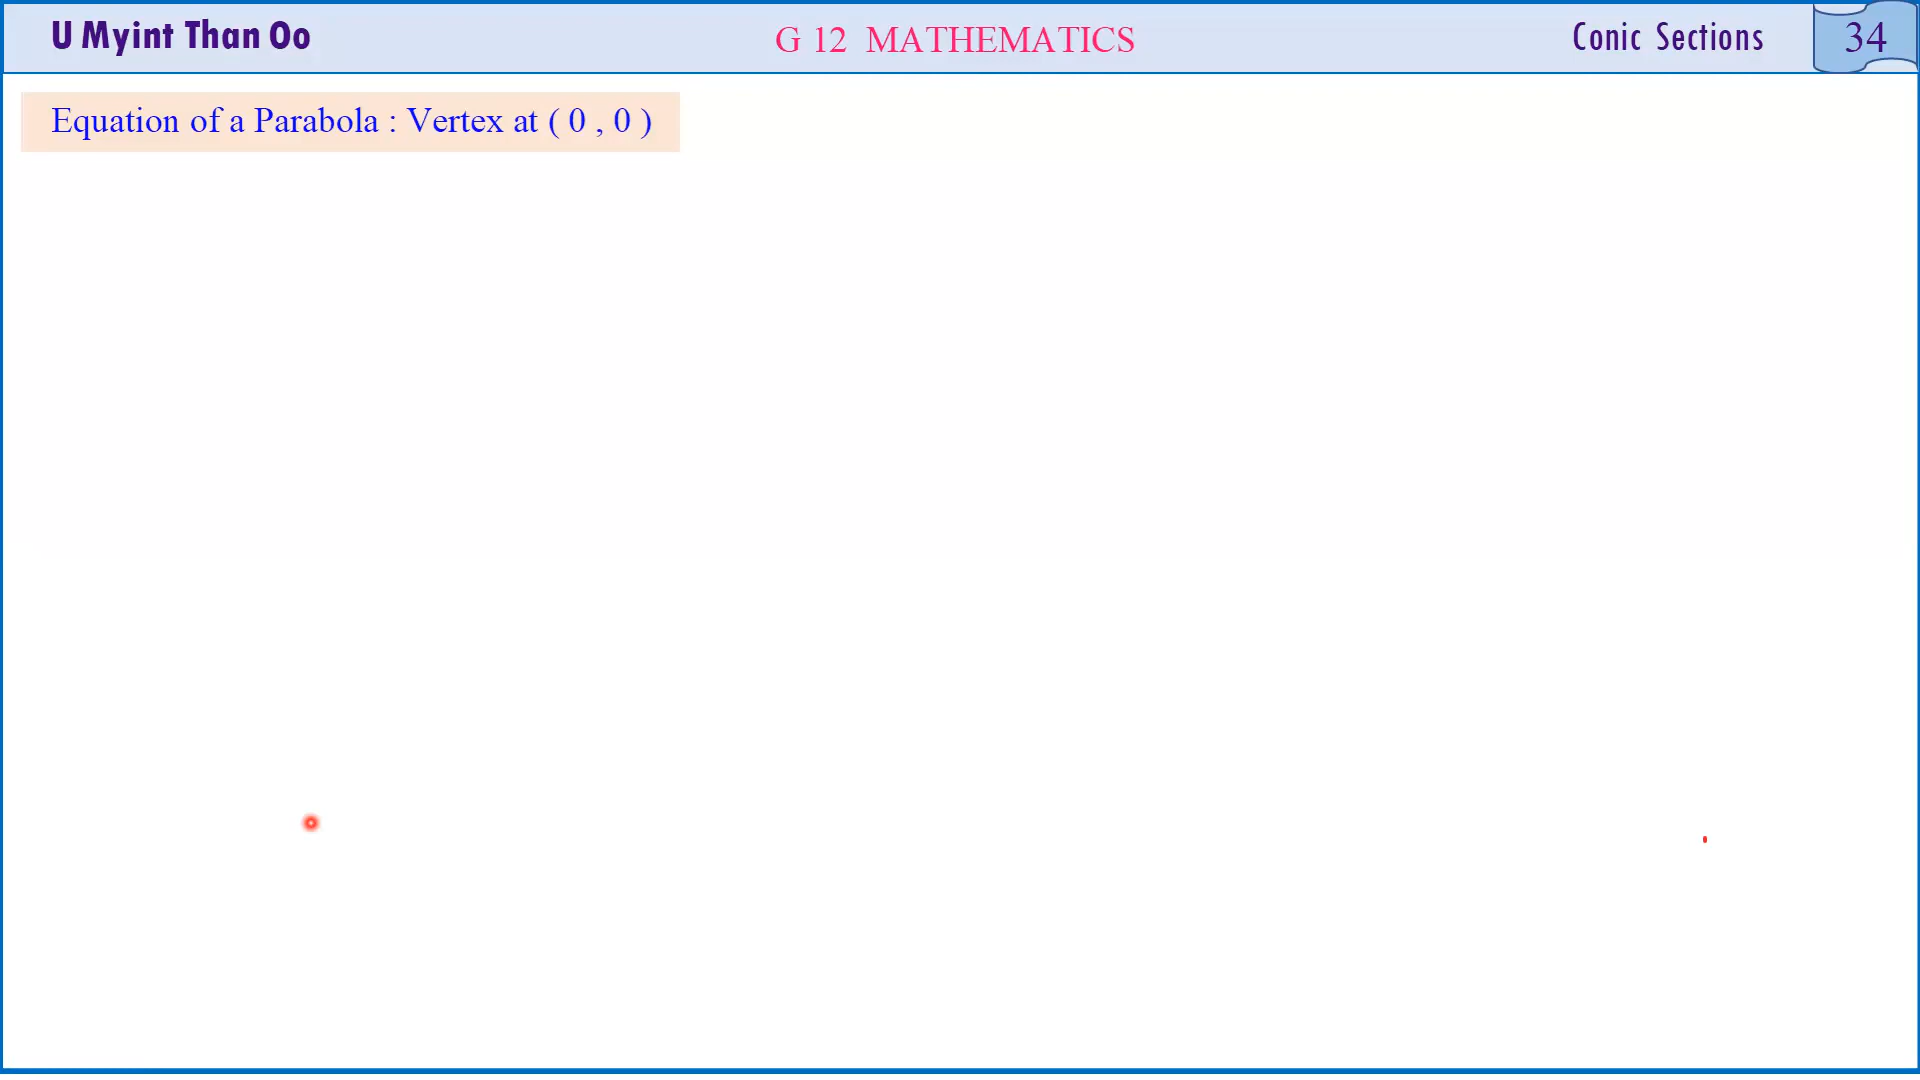 U Myint Than Oo
G 12 MATHEMATICS
Conic Sections
34
Equation of a Parabola : Vertex at ( 0 , 0 )